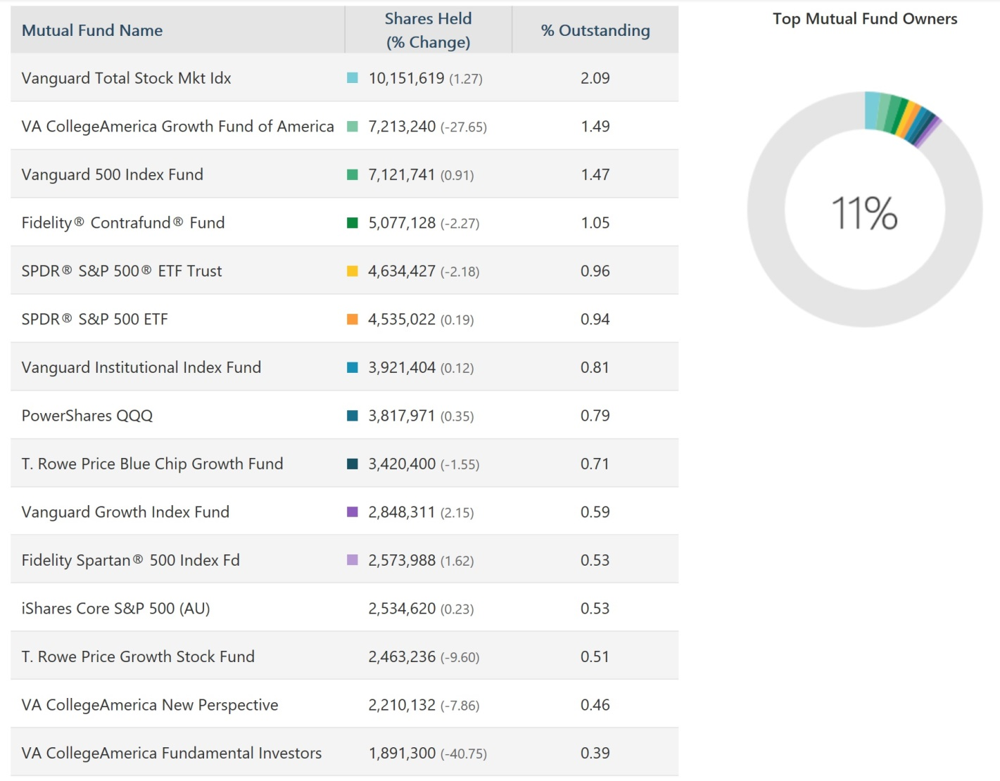 Mutual Fund Name Shares Held (% Change) % Outstanding
Vanguard Total Stock Mkt Idx 10,151,619 (1.27) 2.09
VA CollegeAmerica Growth Fund of America 7,213,240 (-27.65) 1.49
Vanguard 500 Index Fund 7,121,741 (0.91) 1.47
Fidelity® Contrafund® Fund 5,077,128 (-2.27) 1.05
SPDR® S&P 500® ETF Trust 4,634,427 (-2.18) 0.96
SPDR® S&P 500 ETF 4,535,022 (0.19) 0.94
Vanguard Institutional Index Fund 3,921,404 (0.12) 0.81
PowerShares QQQ 3,817,971 (0.35) 0.79
T. Rowe Price Blue Chip Growth Fund 3,420,400 (-1.55) 0.71
Vanguard Growth Index Fund 2,848,311 (2.15) 0.59
Fidelity Spartan® 500 Index Fd 2,573,988 (1.62) 0.53
iShares Core S&P 500 (AU) 2,534,620 (0.23) 0.53
T. Rowe Price Growth Stock Fund 2,463,236 (-9.60) 0.51
VA CollegeAmerica New Perspective 2,210,132 (-7.86) 0.46
VA CollegeAmerica Fundamental Investors 1,891,300 (-40.75) 0.39
Top Mutual Fund Owners
11%